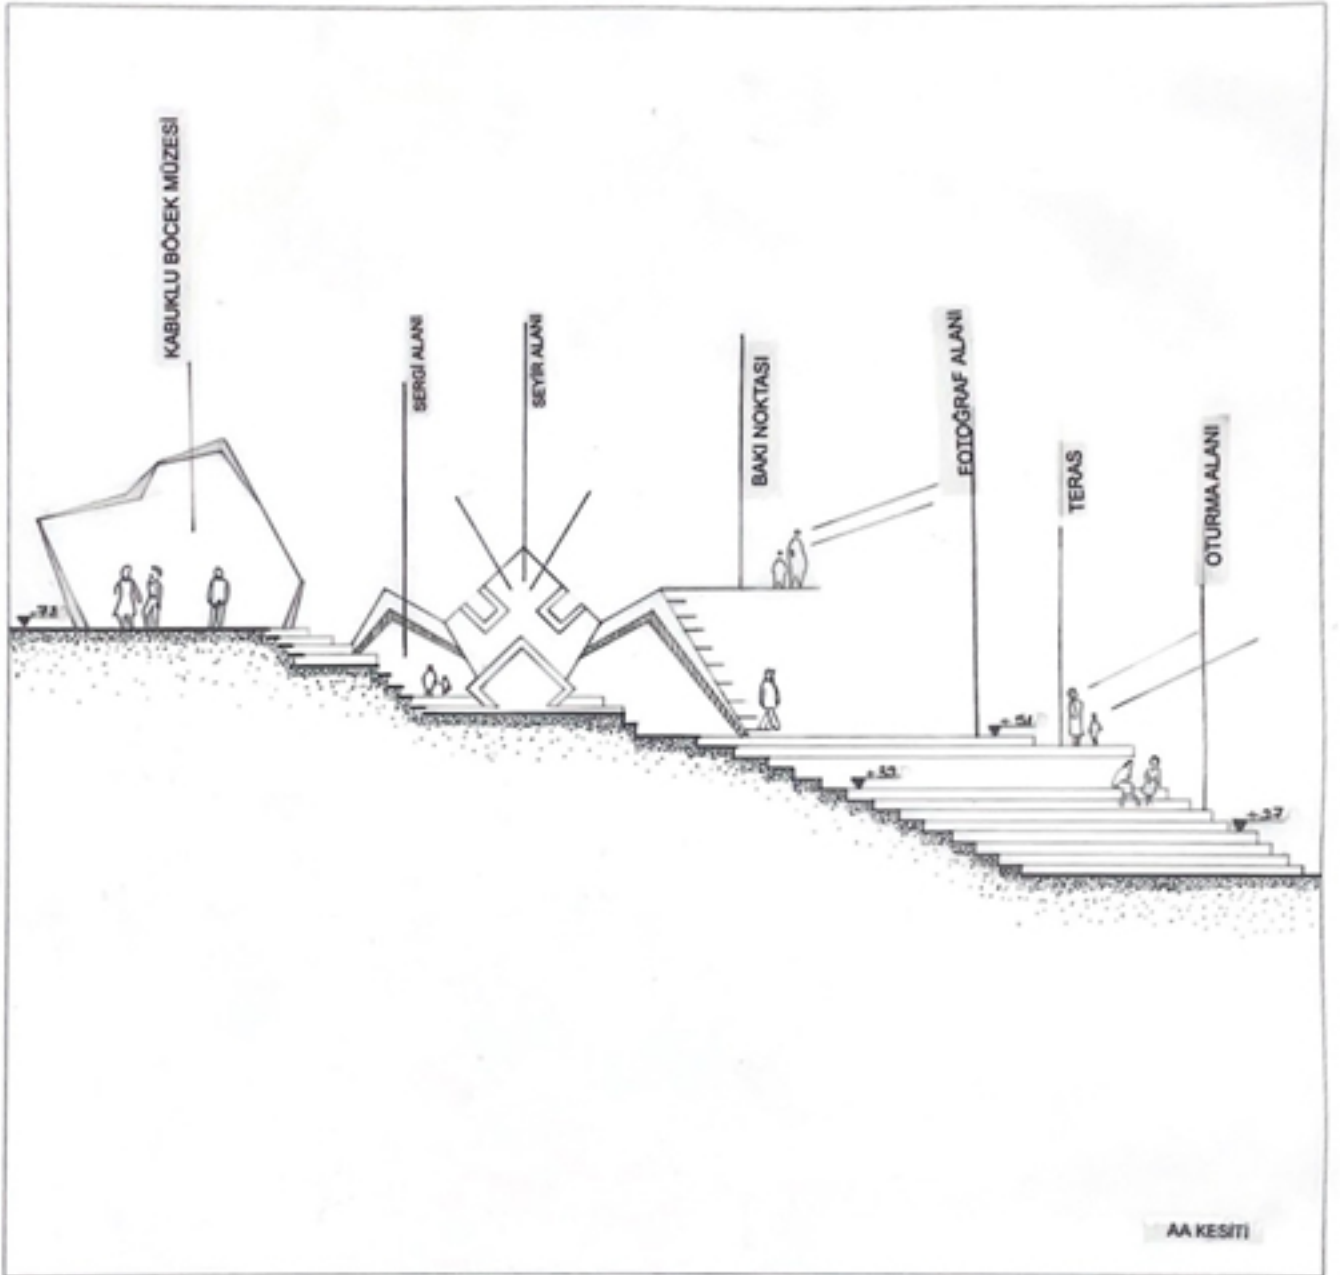 KABUKLU BÖCEK MÜZESİ
SERGİ ALANI
SEYİR ALANI
BAKI NOKTASI
FOTOĞRAF ALANI
TERAS
OTURMA ALANI
AA KESİTİ